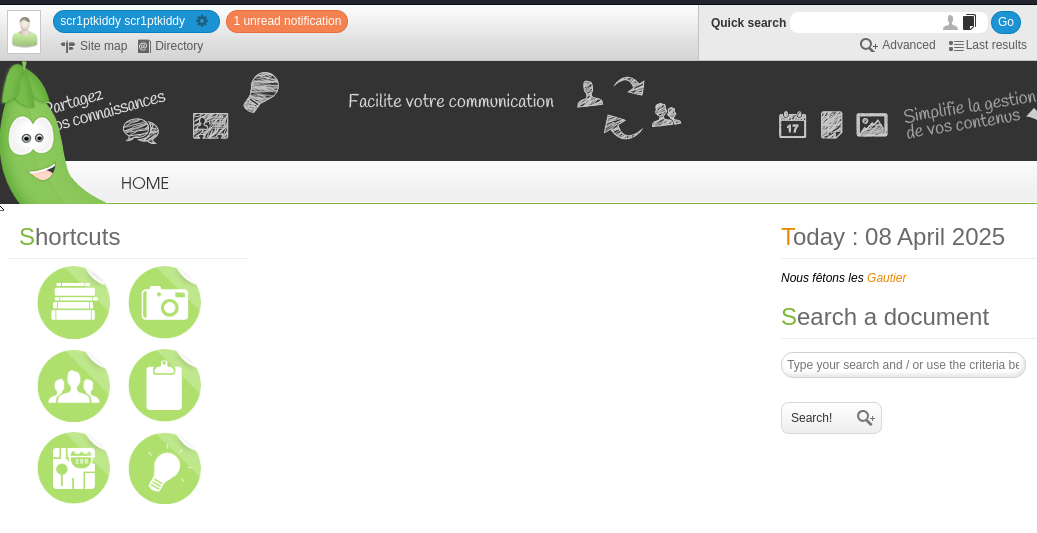 scr1ptkiddy scr1ptkiddy
1 unread notification
Quick search
Go
Site map
Directory
Advanced
Last results
Partagez
vos connaissances
Facilite votre communication
17
Simplifie la gestion
de vos contenus
HOME
Shortcuts
Today : 08 April 2025
Nous fêtons les Gautier
Search a document
Type your search and / or use the criteria be
Search!